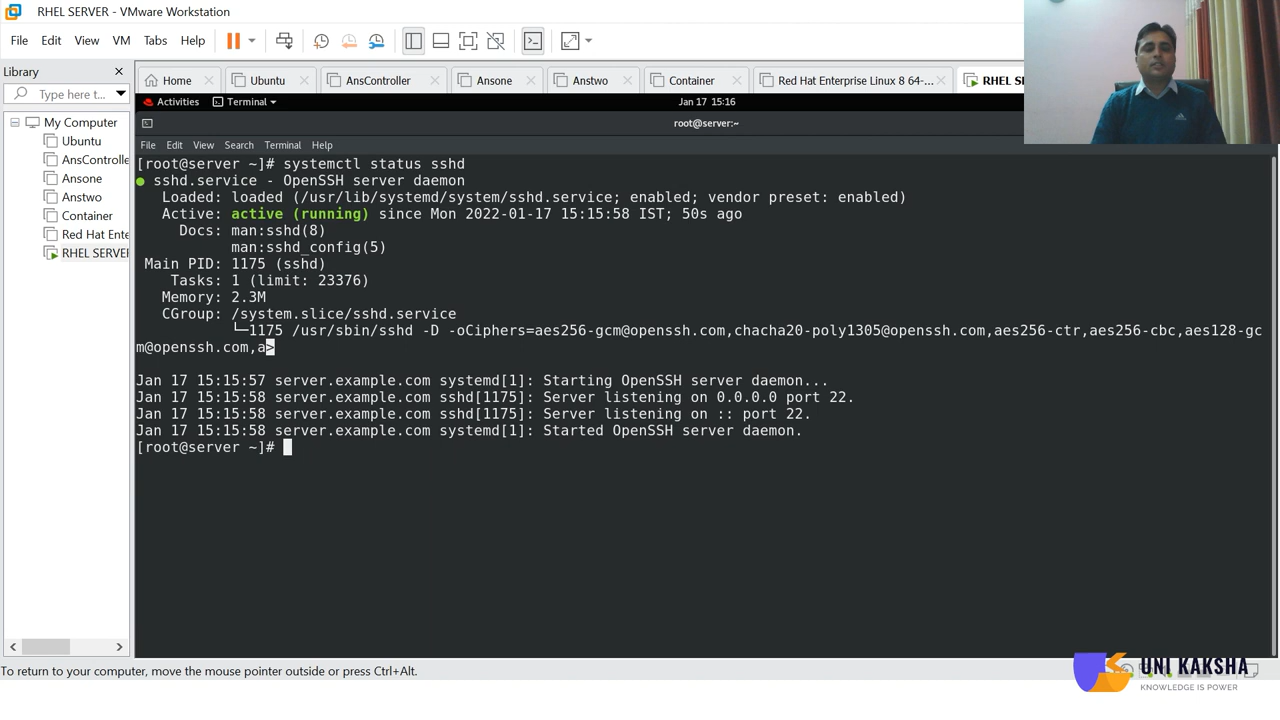 RHEL SERVER - VMware Workstation
File Edit View VM Tabs Help
Library
Type here t...
Home
Ubuntu
AnsController
Ansone
Anstwo
Container
Red Hat Enterprise Linux 8 64-...
RHEL SE
My Computer
Ubuntu
AnsControlle
Ansone
Anstwo
Container
Red Hat Ente
RHEL SERVER
Activities Terminal Jan 17 15:16
root@server:~
File Edit View Search Terminal Help
[root@server ~]# systemctl status sshd
● sshd.service - OpenSSH server daemon
Loaded: loaded (/usr/lib/systemd/system/sshd.service; enabled; vendor preset: enabled)
Active: active (running) since Mon 2022-01-17 15:15:58 IST; 50s ago
Docs: man:sshd(8)
man:sshd_config(5)
Main PID: 1175 (sshd)
Tasks: 1 (limit: 23376)
Memory: 2.3M
CGroup: /system.slice/sshd.service
└─1175 /usr/sbin/sshd -D -oCiphers=aes256-gcm@openssh.com,chacha20-poly1305@openssh.com,aes256-ctr,aes256-cbc,aes128-gc
m@openssh.com,a>
Jan 17 15:15:57 server.example.com systemd[1]: Starting OpenSSH server daemon...
Jan 17 15:15:58 server.example.com sshd[1175]: Server listening on 0.0.0.0 port 22.
Jan 17 15:15:58 server.example.com sshd[1175]: Server listening on :: port 22.
Jan 17 15:15:58 server.example.com systemd[1]: Started OpenSSH server daemon.
[root@server ~]#
To return to your computer, move the mouse pointer outside or press Ctrl+Alt.
UNI KAKSHA
KNOWLEDGE IS POWER